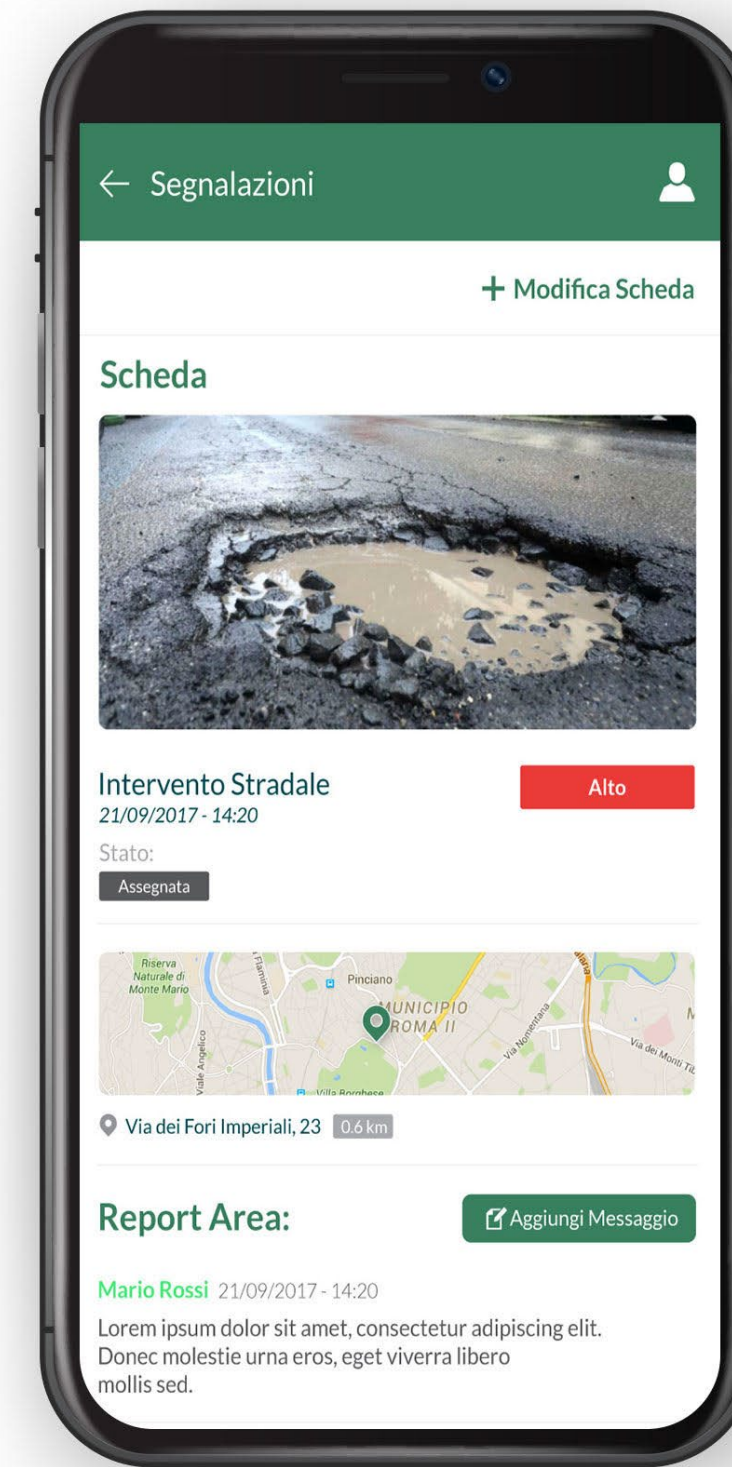 Segnalazioni
+ Modifica Scheda
Scheda
Intervento Stradale
Alto
21/09/2017 - 14:20
Stato:
Assegnata
Riserva
Naturale di
Monte Mario
Flaminia
Pinciano
MUNICIPIO
ROMA II
Viale Angelico
Villa Borghese
Via Nomentana
Via dei Monti Tib
Via dei Fori Imperiali, 23
0.6 km
Report Area:
Aggiungi Messaggio
Mario Rossi 21/09/2017 - 14:20
Lorem ipsum dolor sit amet, consectetur adipiscing elit.
Donec molestie urna eros, eget viverra libero
mollis sed.